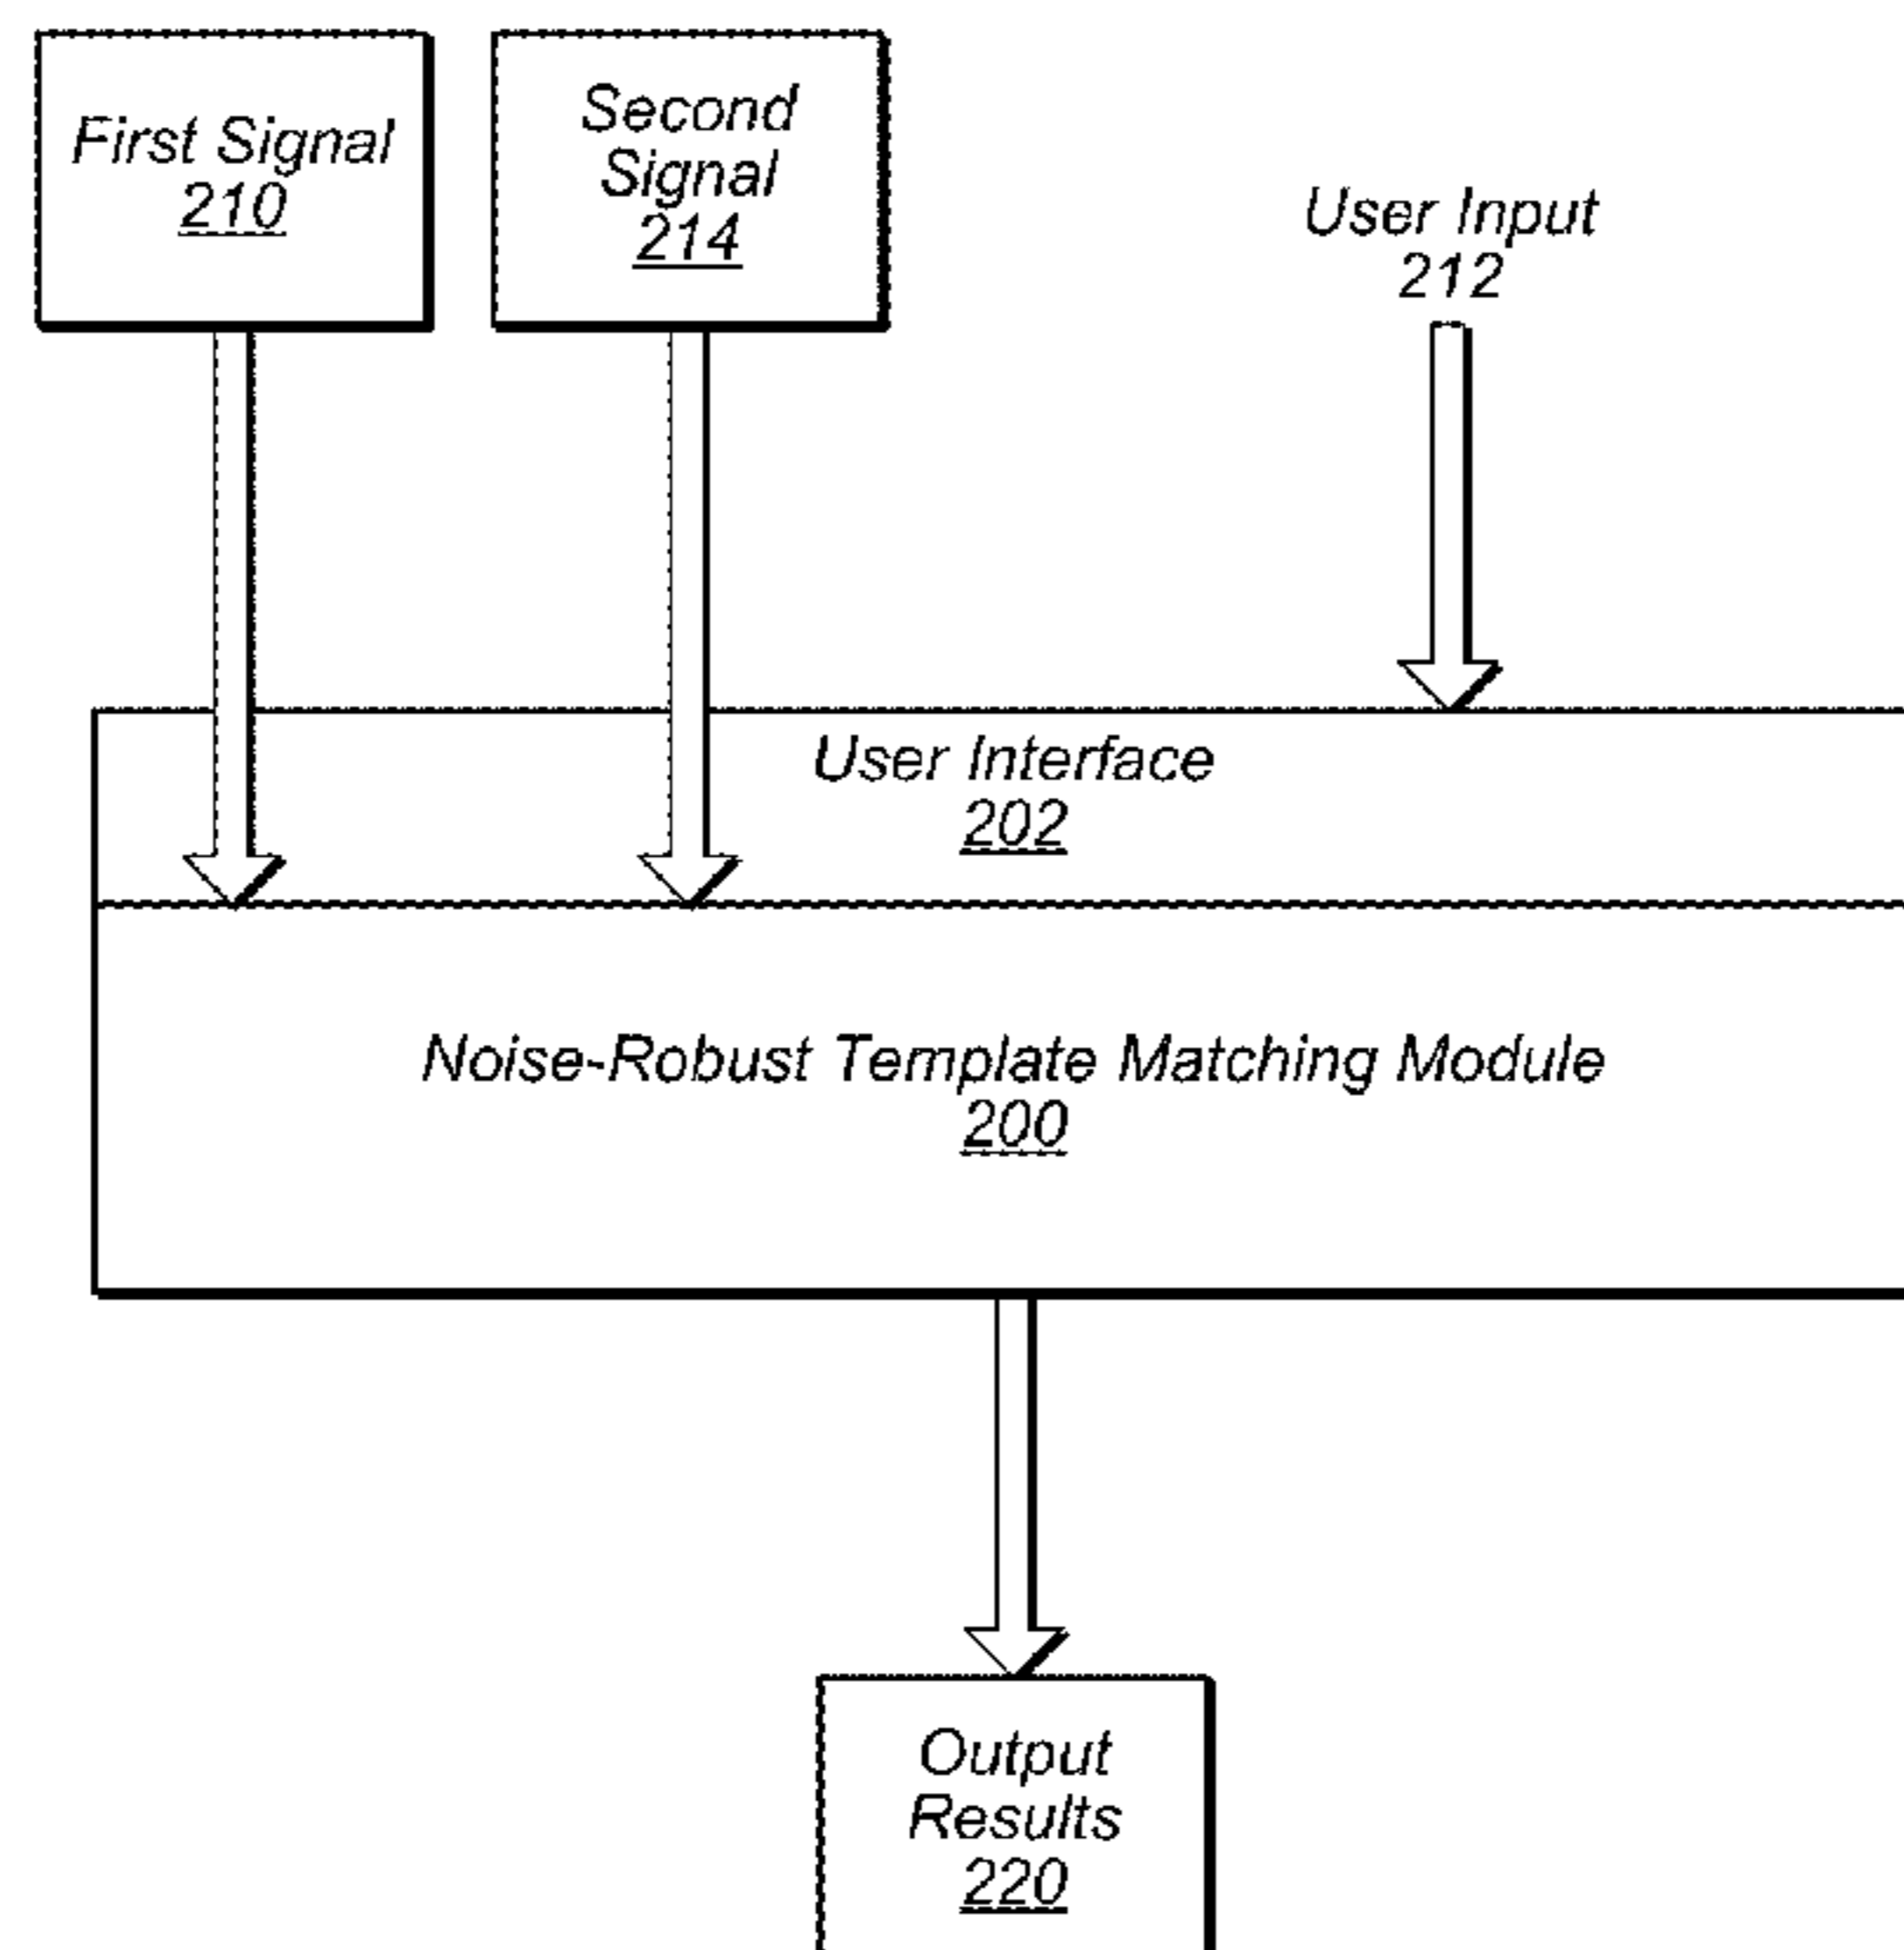 First Signal
210
Second
Signal
214
User Input
212
User Interface
202
Noise-Robust Template Matching Module
200
Output
Results
220